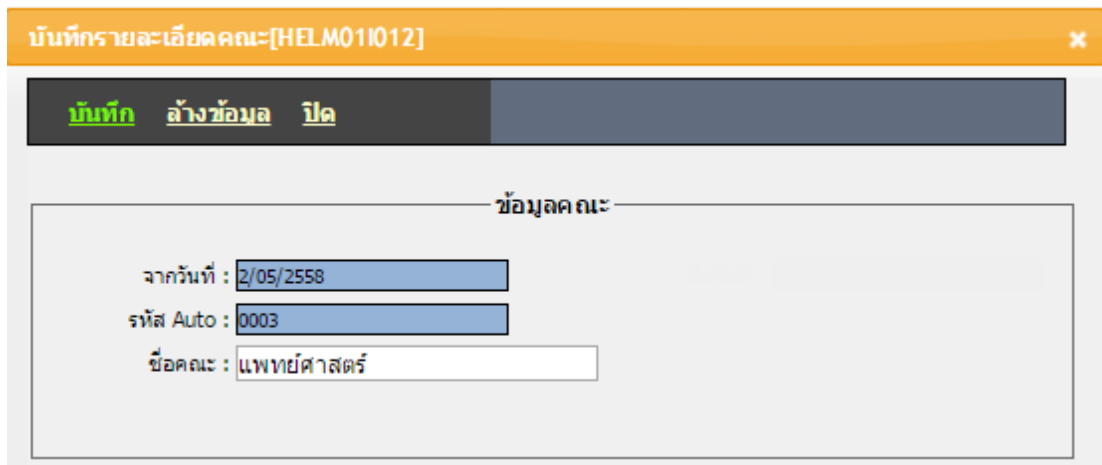 บันทึกรายละเอียดคณะ[HELM01I012]
บันทึก ล้างข้อมูล ปิด
ข้อมูลคณะ
จากวันที่ : 2/05/2558
รหัส Auto : 0003
ชื่อคณะ : แพทย์ศาสตร์